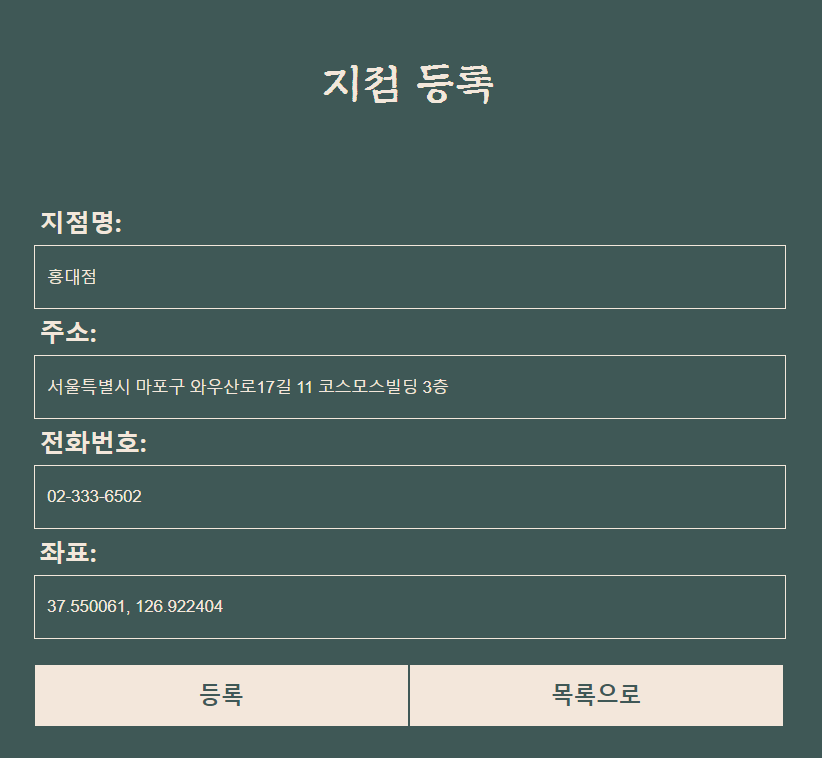 지점 등록
지점명:
홍대점
주소:
서울특별시 마포구 와우산로17길 11 코스모스빌딩 3층
전화번호:
02-333-6502
좌표:
37.550061, 126.922404
등록 목록으로